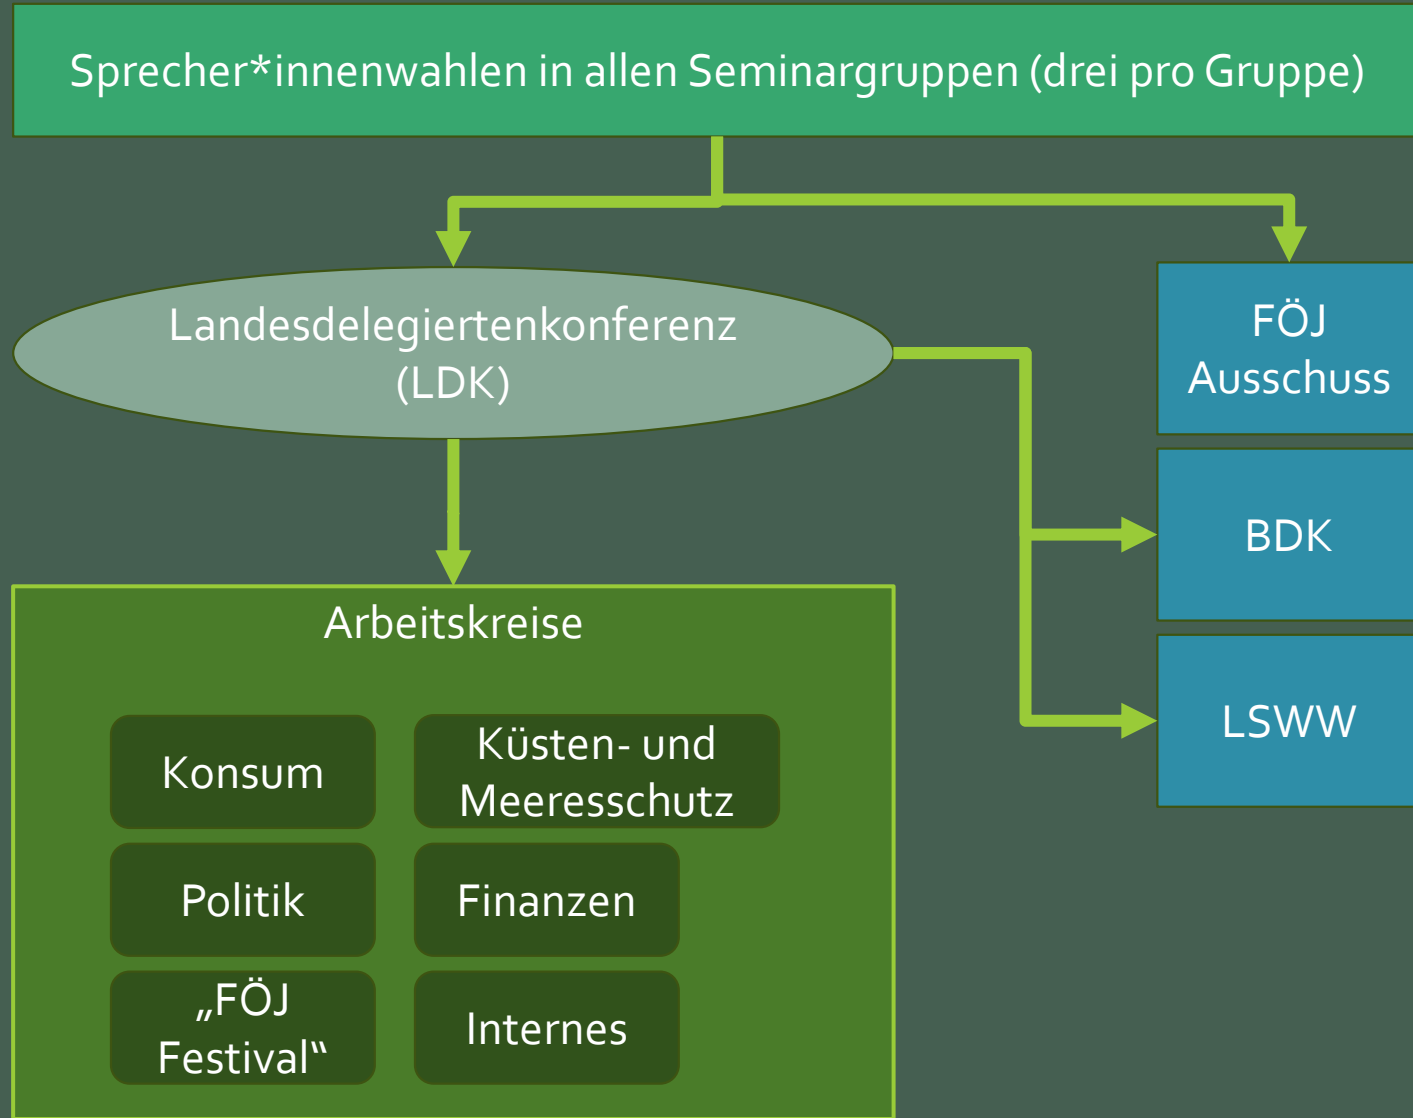 Sprecher*innenwahlen in allen Seminargruppen (drei pro Gruppe)
Landesdelegiertenkonferenz
(LDK)
FÖJ
Ausschuss
BDK
LSWW
Arbeitskreise
Konsum
Küsten- und
Meeresschutz
Politik
Finanzen
„FÖJ
Festival“
Internes